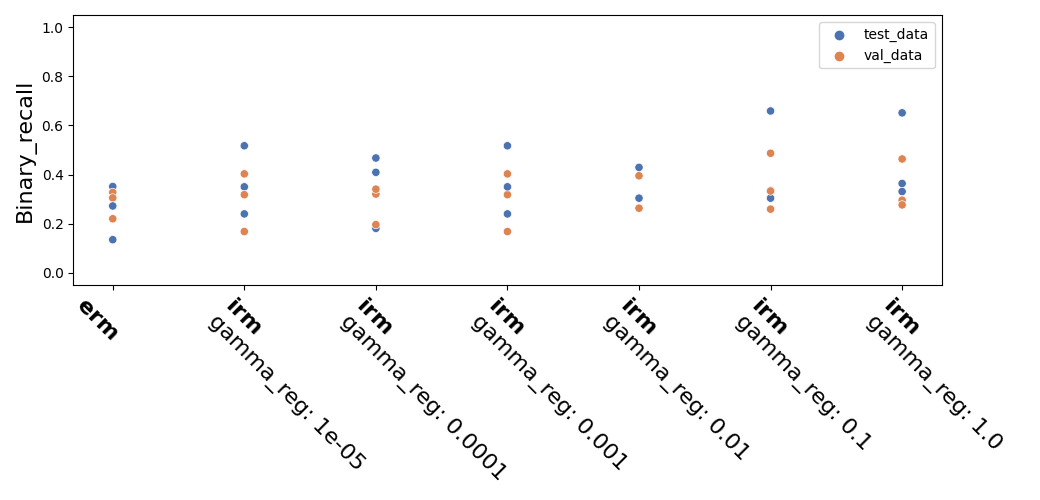 Binary_recall
1.0
0.8
0.6
0.4
0.2
0.0
test_data
val_data
erm
irm
gamma_reg: 1e-05
irm
gamma_reg: 0.0001
irm
gamma_reg: 0.001
irm
gamma_reg: 0.01
irm
gamma_reg: 0.1
irm
gamma_reg: 1.0